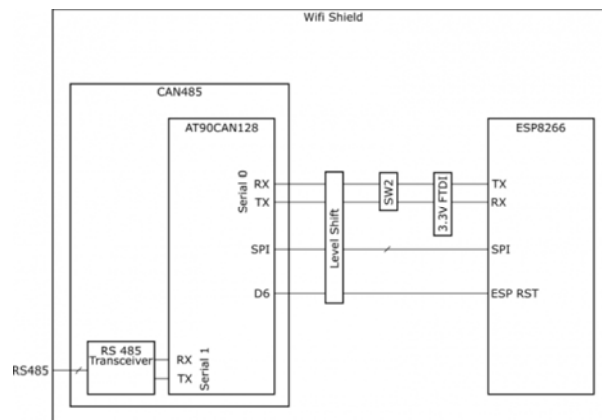 Wifi Shield
CAN485
AT90CAN128
ESP8266
Serial 0
RX
TX
SPI
D6
Level Shift
SW2
3.3V FTDI
TX
RX
SPI
ESP RST
RS485
RS 485
Transceiver
RX
TX
Serial 1